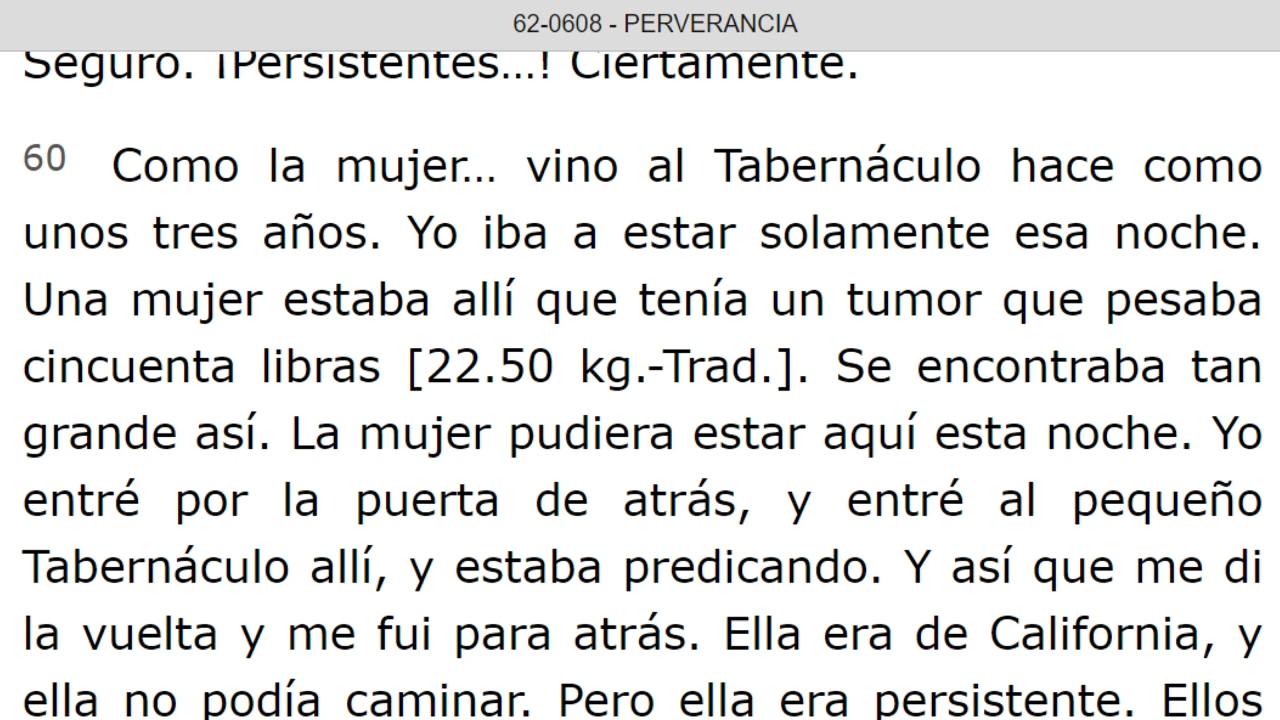 62-0608 - PERVERANCIA
Seguro. ¡Persistentes...! Ciertamente.
60 Como la mujer... vino al Tabernáculo hace como
unos tres años. Yo iba a estar solamente esa noche.
Una mujer estaba allí que tenía un tumor que pesaba
cincuenta libras [22.50 kg.-Trad.]. Se encontraba tan
grande así. La mujer pudiera estar aquí esta noche. Yo
entré por la puerta de atrás, y entré al pequeño
Tabernáculo allí, y estaba predicando. Y así que me di
la vuelta y me fui para atrás. Ella era de California, y
ella no podía caminar. Pero ella era persistente. Ellos